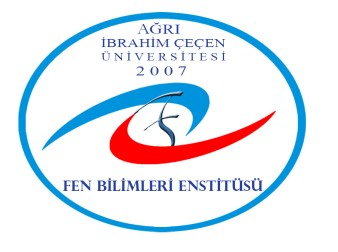 AĞRI
İBRAHİM ÇEÇEN
ÜNİVERSİTESİ
2007
FEN BİLİMLERİ ENSTİTÜSÜ